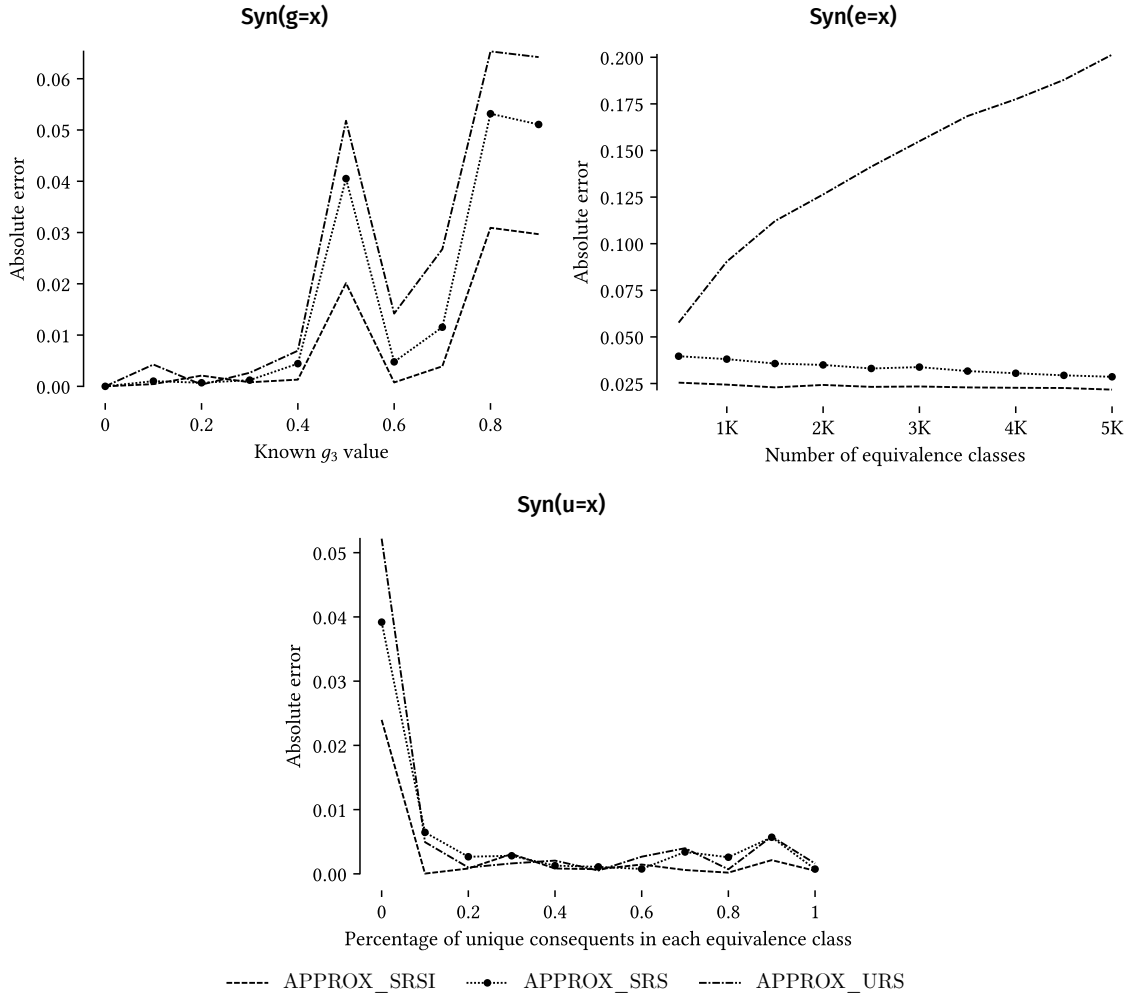 Syn(g=x)
Absolute error
0.06
0.05
0.04
0.03
0.02
0.01
0.00
0 0.2 0.4 0.6 0.8
Known g₃ value
Syn(e=x)
Absolute error
0.200
0.175
0.150
0.125
0.100
0.075
0.050
0.025
1K 2K 3K 4K 5K
Number of equivalence classes
Syn(u=x)
Absolute error
0.05
0.04
0.03
0.02
0.01
0.00
0 0.2 0.4 0.6 0.8 1
Percentage of unique consequents in each equivalence class
APPROX_SRSI APPROX_SRS APPROX_URS